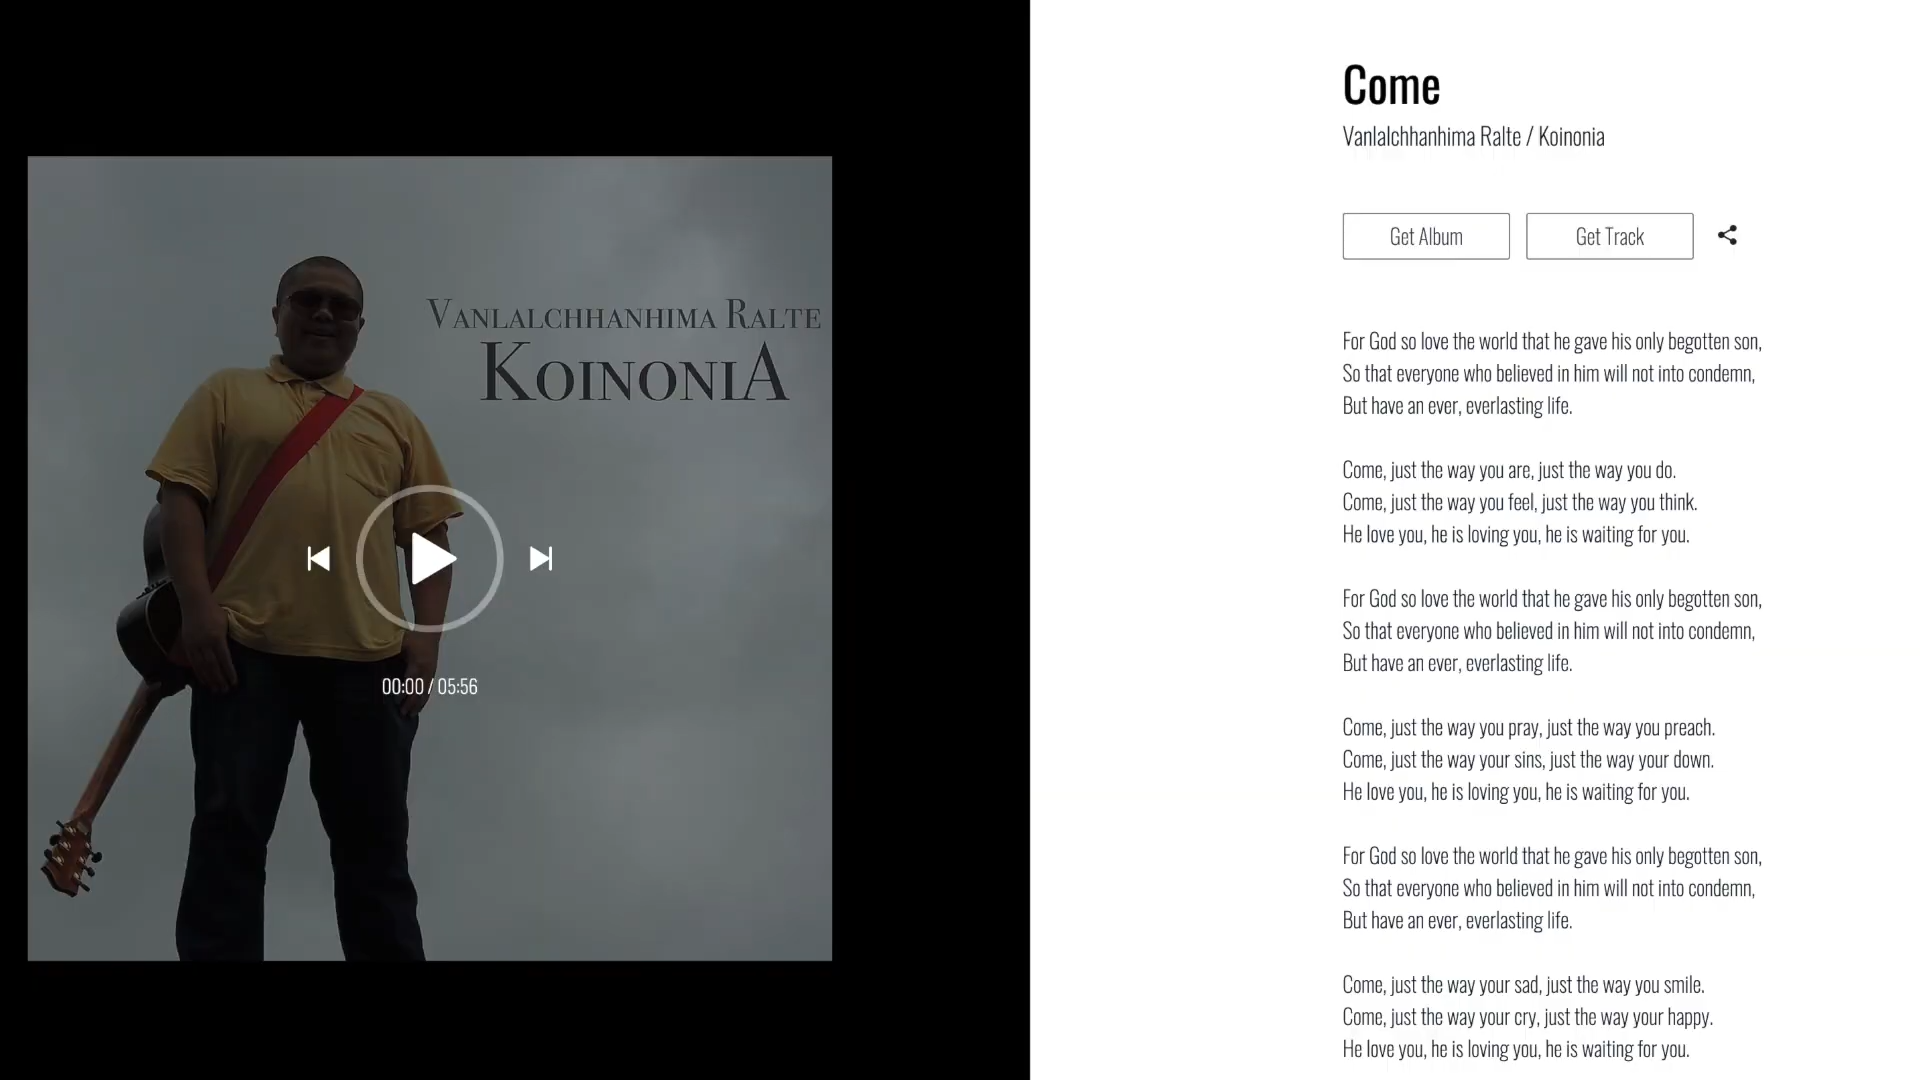 Vanlalchhanhima Ralte
Koinonia
00:00 / 05:56
Come
Vanlalchhanhima Ralte / Koinonia
Get Album
Get Track
For God so love the world that he gave his only begotten son,
So that everyone who believed in him will not into condemn,
But have an ever, everlasting life.
Come, just the way you are, just the way you do.
Come, just the way you feel, just the way you think.
He love you, he is loving you, he is waiting for you.
For God so love the world that he gave his only begotten son,
So that everyone who believed in him will not into condemn,
But have an ever, everlasting life.
Come, just the way you pray, just the way you preach.
Come, just the way your sins, just the way your down.
He love you, he is loving you, he is waiting for you.
For God so love the world that he gave his only begotten son,
So that everyone who believed in him will not into condemn,
But have an ever, everlasting life.
Come, just the way your sad, just the way you smile.
Come, just the way your cry, just the way your happy.
He love you, he is loving you, he is waiting for you.